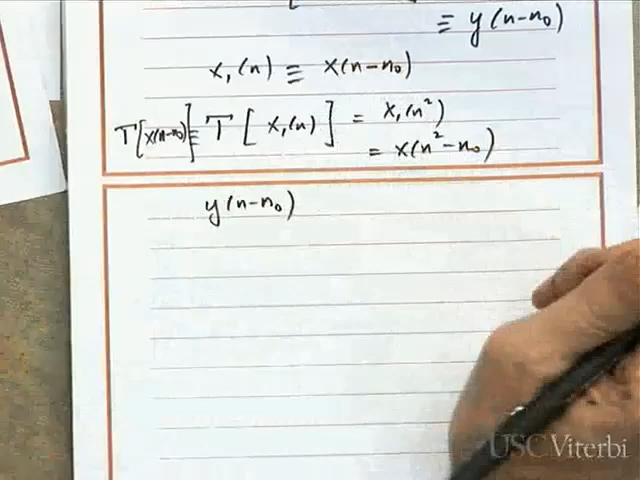 ≡ y(n-n₀)
x₁(n) ≡ x(n-n₀)
T[x(n-n₀)] ≡ T[x₁(n)] = x₁(n²)
= x(n²-n₀)
y(n-n₀)
USC Viterbi